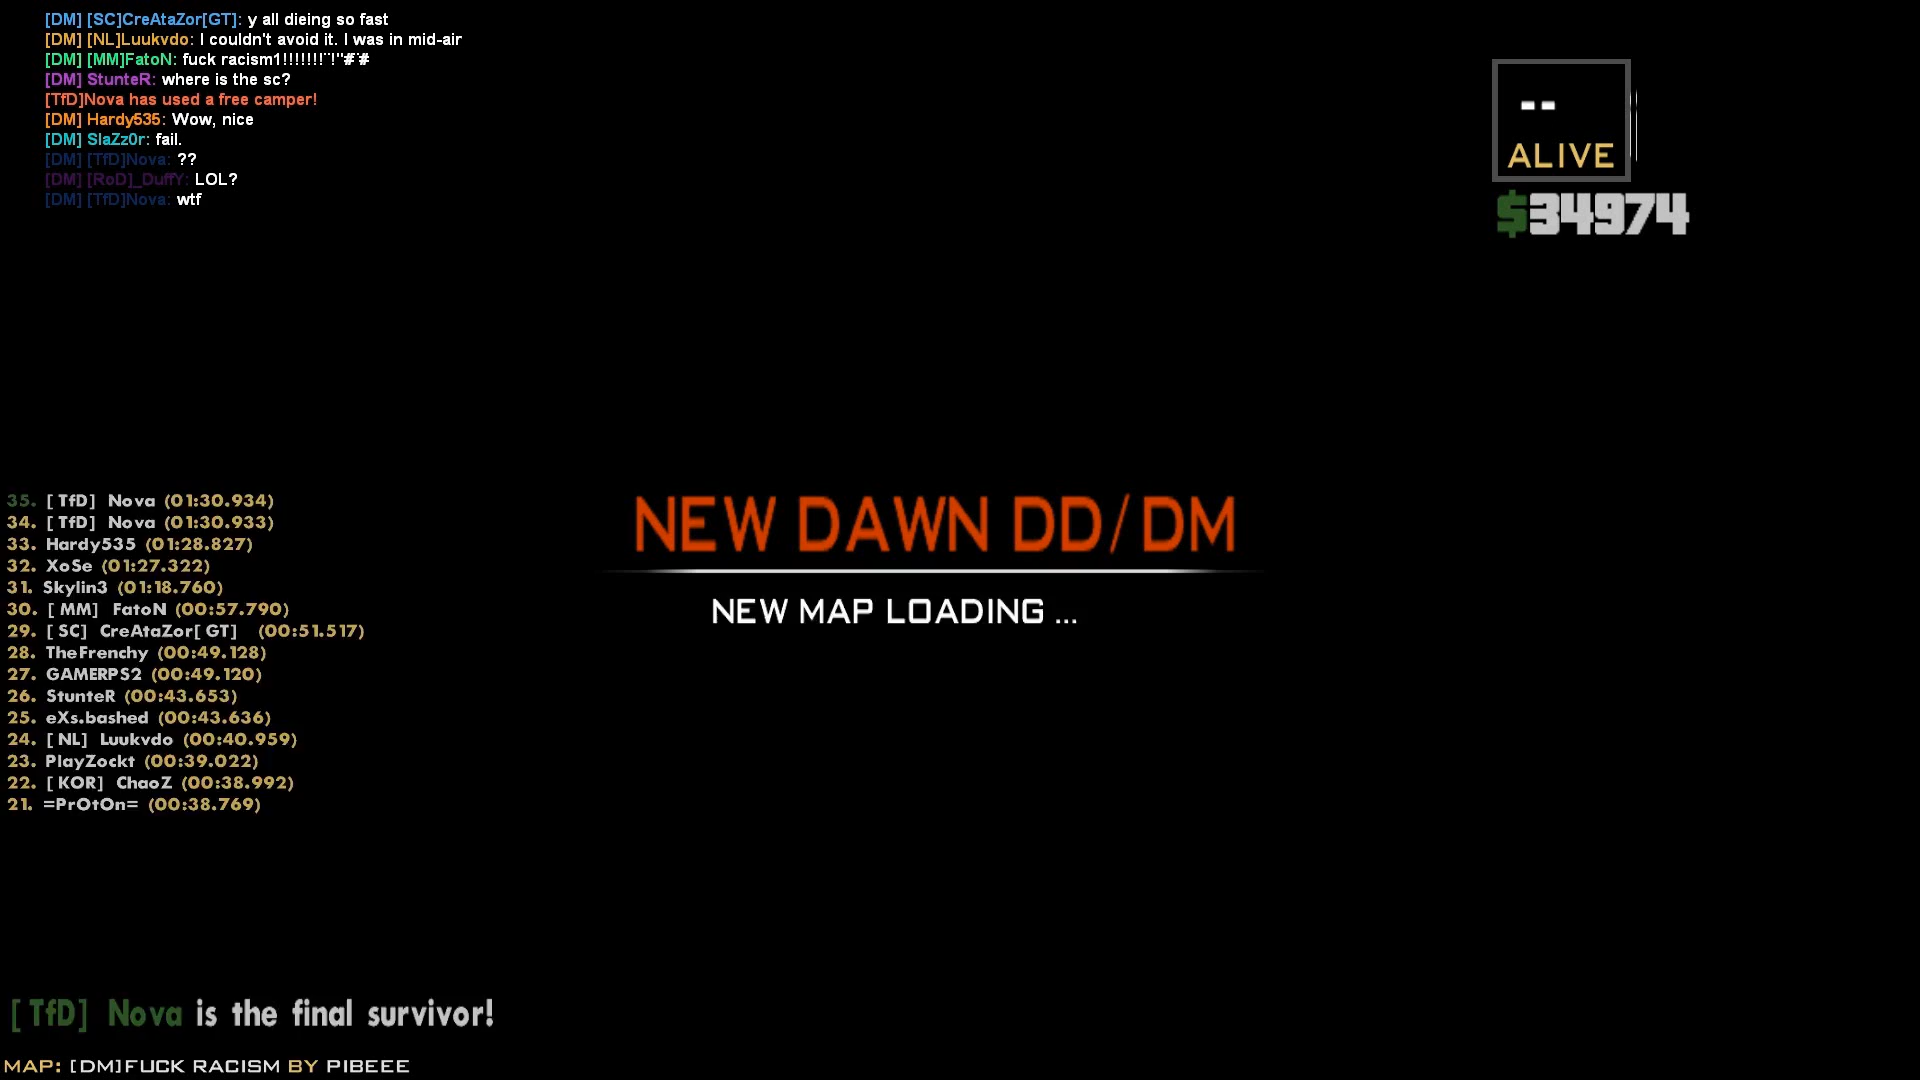 [DM] [SC]CreAtaZor[GT]: y all dieing so fast
[DM] [NL]Luukvdo: I couldn't avoid it. I was in mid-air
[DM] [MM]FatoN: fuck racism1!!!!!!!¨!"#¨#
[DM] StunteR: where is the sc?
[TfD]Nova has used a free camper!
[DM] Hardy535: Wow, nice
[DM] SlaZz0r: fail.
[DM] [TfD]Nova: ??
[DM] [RoD]_DuffY: LOL?
[DM] [TfD]Nova: wtf
--
ALIVE
$34974
35. [TfD] Nova (01:30.934)
34. [TfD] Nova (01:30.933)
33. Hardy535 (01:28.827)
32. XoSe (01:27.322)
31. Skylin3 (01:18.760)
30. [MM] FatoN (00:57.790)
29. [SC] CreAtaZor[GT] (00:51.517)
28. TheFrenchy (00:49.128)
27. GAMERPS2 (00:49.120)
26. StunteR (00:43.653)
25. eXs.bashed (00:43.636)
24. [NL] Luukvdo (00:40.959)
23. PlayZockt (00:39.022)
22. [KOR] ChaoZ (00:38.992)
21. =PrOtOn= (00:38.769)
NEW DAWN DD/DM
NEW MAP LOADING ...
[TfD] Nova is the final survivor!
MAP: [DM]FUCK RACISM BY PIBEEE